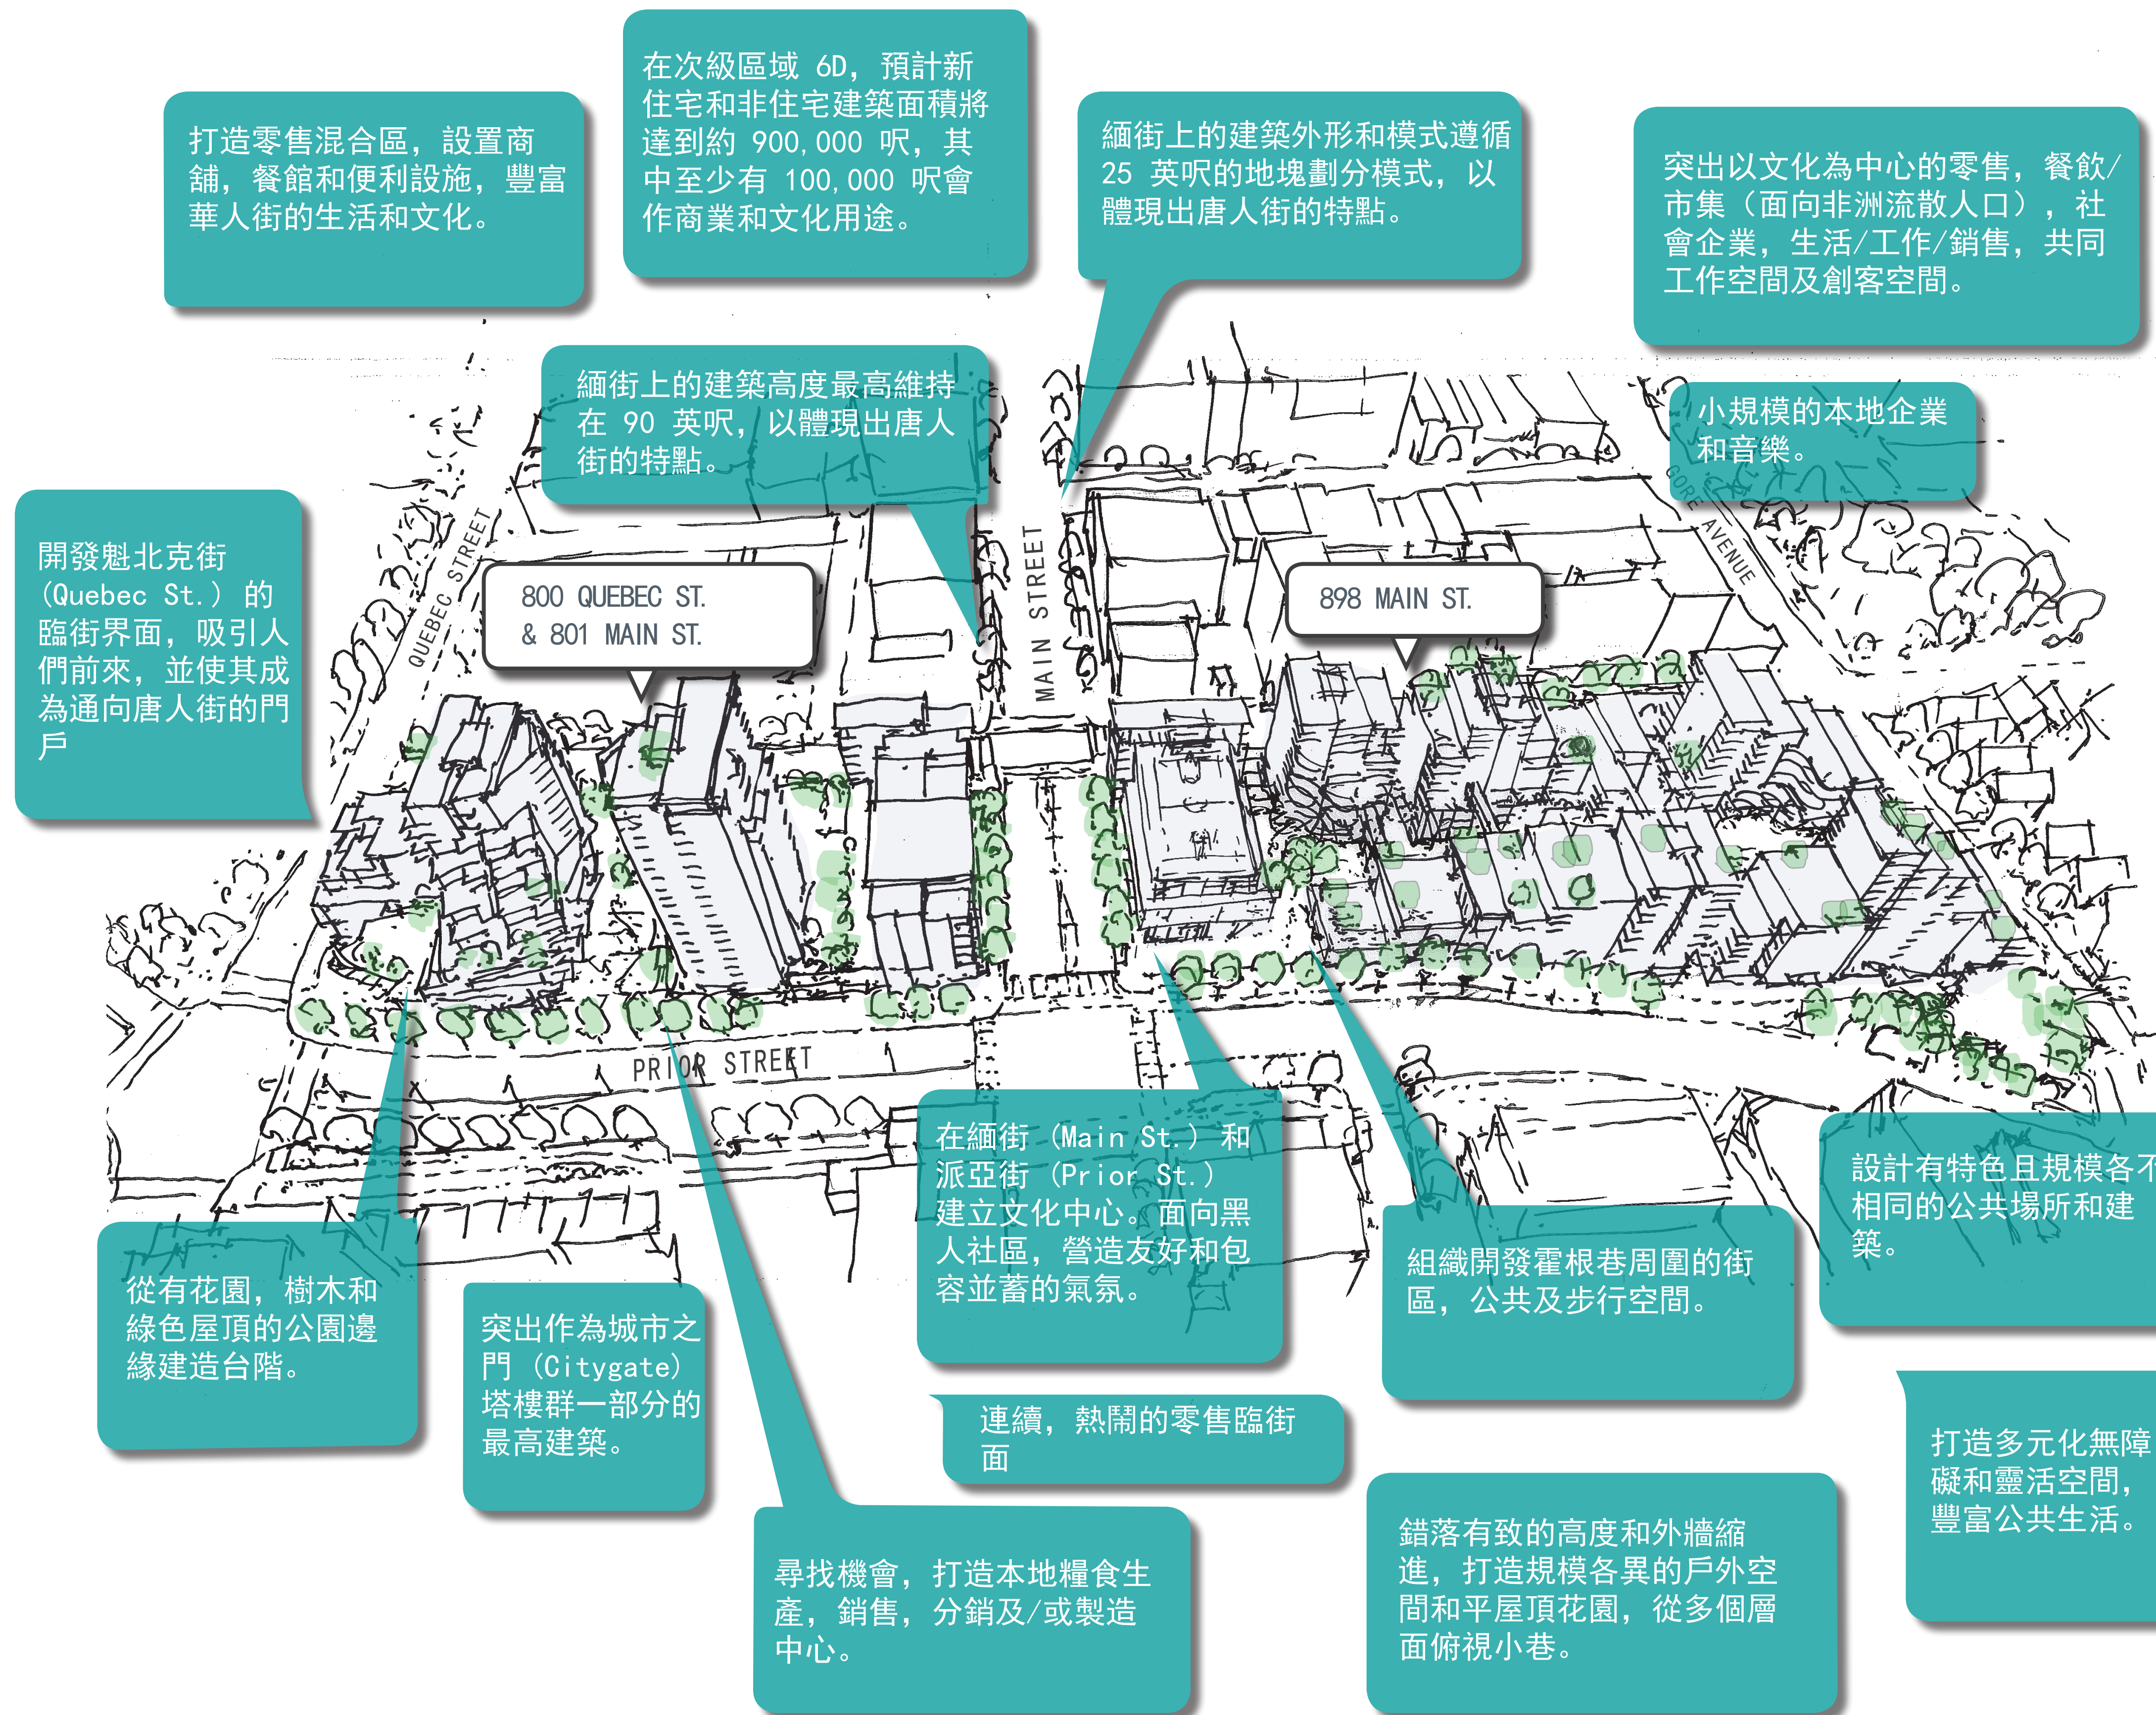 在次級區域 6D，預計新
住宅和非住宅建築面積將
達到約 900,000 呎，其
中至少有 100,000 呎會
作商業和文化用途。
打造零售混合區，設置商
舖，餐館和便利設施，豐富
華人街的生活和文化。
緬街上的建築外形和模式遵循
25 英呎的地塊劃分模式，以
體現出唐人街的特點。
突出以文化為中心的零售，餐飲/
市集（面向非洲流散人口），社
會企業，生活/工作/銷售，共同
工作空間及創客空間。
緬街上的建築高度最高維持
在 90 英呎，以體現出唐人
街的特點。
小規模的本地企業
和音樂。
開發魁北克街
(Quebec St.) 的
臨街界面，吸引人
們前來，並使其成
為通向唐人街的門
戶
QUEBEC STREET
MAIN STREET
GORE AVENUE
800 QUEBEC ST.
& 801 MAIN ST.
898 MAIN ST.
PRIOR STREET
在緬街 (Main St.) 和
派亞街 (Prior St.)
建立文化中心。面向黑
人社區，營造友好和包
容並蓄的氣氛。
設計有特色且規模各不
相同的公共場所和建
築。
組織開發霍根巷周圍的街
區，公共及步行空間。
從有花園，樹木和
綠色屋頂的公園邊
緣建造台階。
突出作為城市之
門 (Citygate)
塔樓群一部分的
最高建築。
連續，熱鬧的零售臨街
面
打造多元化無障
礙和靈活空間，
豐富公共生活。
尋找機會，打造本地糧食生
產，銷售，分銷及/或製造
中心。
錯落有致的高度和外牆縮
進，打造規模各異的戶外空
間和平屋頂花園，從多個層
面俯視小巷。